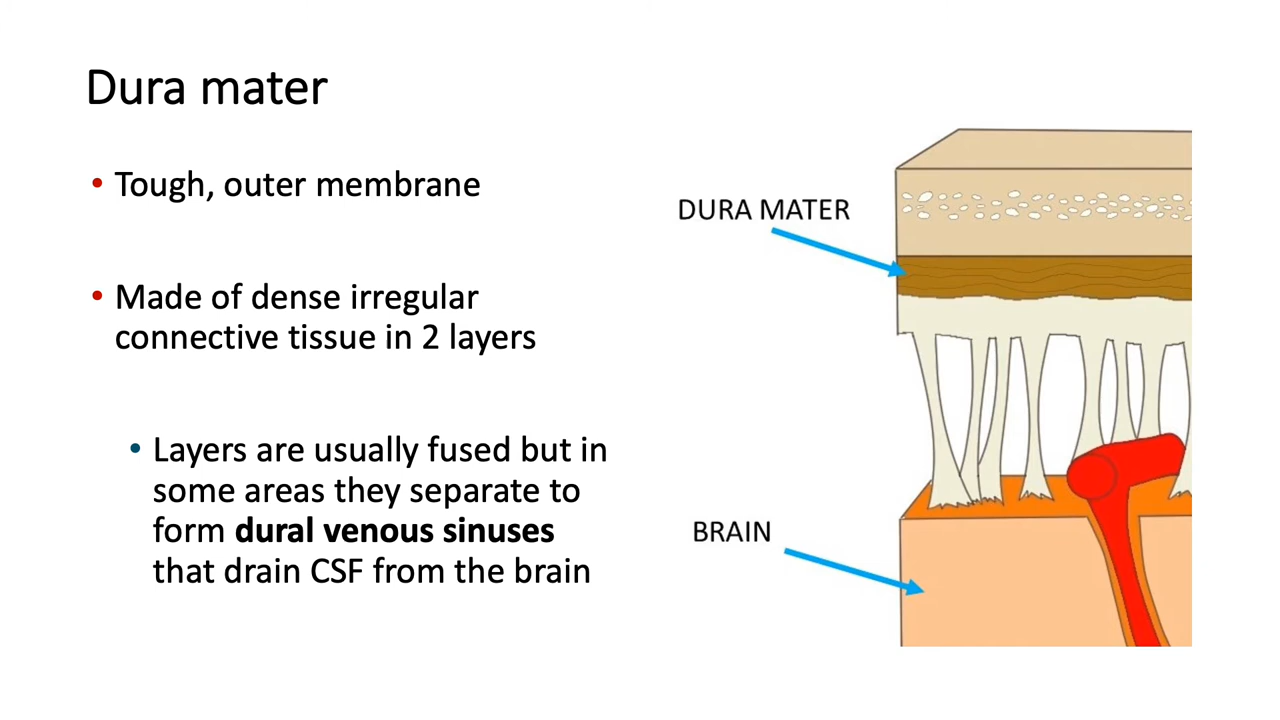 Dura mater
• Tough, outer membrane
• Made of dense irregular
connective tissue in 2 layers
• Layers are usually fused but in
some areas they separate to
form dural venous sinuses
that drain CSF from the brain
DURA MATER
BRAIN